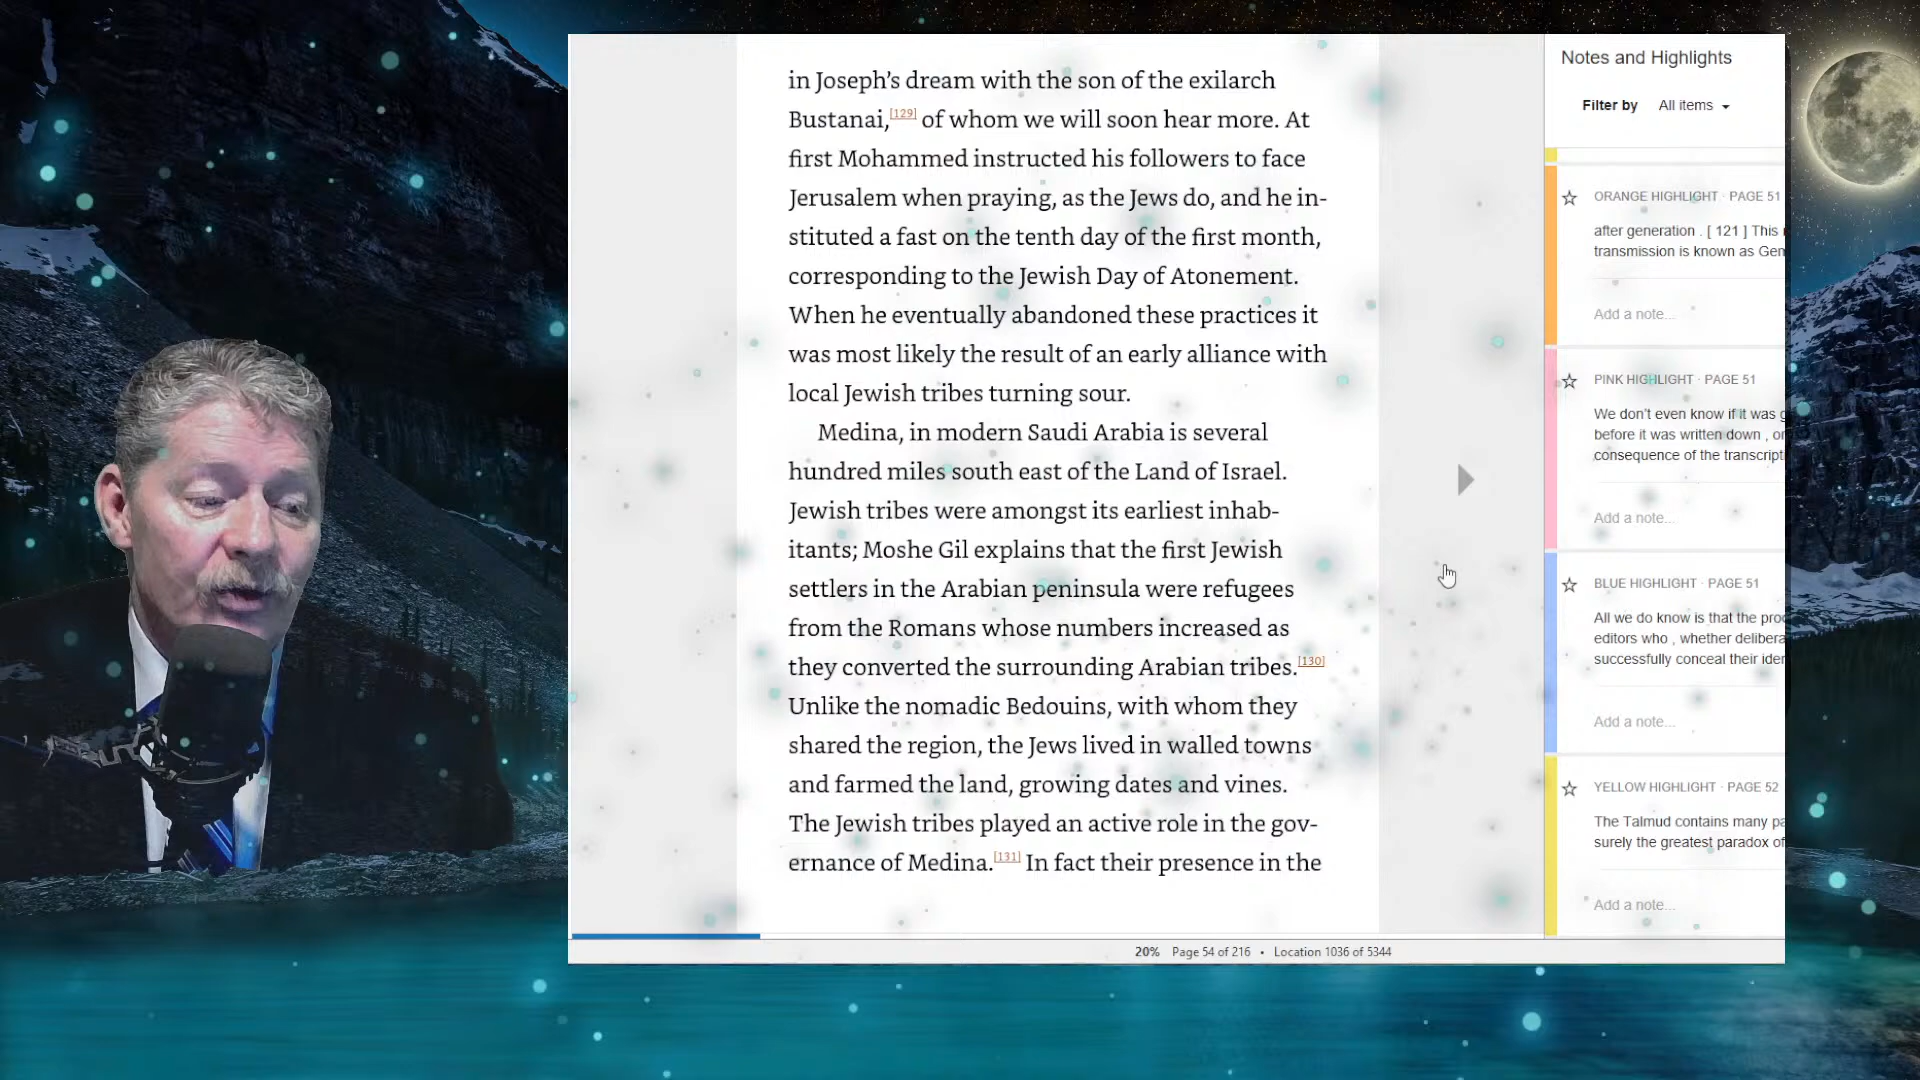 in Joseph's dream with the son of the exilarch
Bustanai,[129] of whom we will soon hear more. At
first Mohammed instructed his followers to face
Jerusalem when praying, as the Jews do, and he in-
stituted a fast on the tenth day of the first month,
corresponding to the Jewish Day of Atonement.
When he eventually abandoned these practices it
was most likely the result of an early alliance with
local Jewish tribes turning sour.
Medina, in modern Saudi Arabia is several
hundred miles south east of the Land of Israel.
Jewish tribes were amongst its earliest inhab-
itants; Moshe Gil explains that the first Jewish
settlers in the Arabian peninsula were refugees
from the Romans whose numbers increased as
they converted the surrounding Arabian tribes.[130]
Unlike the nomadic Bedouins, with whom they
shared the region, the Jews lived in walled towns
and farmed the land, growing dates and vines.
The Jewish tribes played an active role in the gov-
ernance of Medina.[131] In fact their presence in the
20% Page 54 of 216 • Location 1036 of 5344
Notes and Highlights
Filter by All items
ORANGE HIGHLIGHT · PAGE 51
after generation . [ 121 ] This
transmission is known as Gem
Add a note...
PINK HIGHLIGHT · PAGE 51
We don't even know if it was
before it was written down , or
consequence of the transcript
Add a note...
BLUE HIGHLIGHT · PAGE 51
All we do know is that the
editors who , whether
successfully conceal their
Add a note...
YELLOW HIGHLIGHT · PAGE 52
The Talmud contains many
surely the greatest paradox of
Add a note...